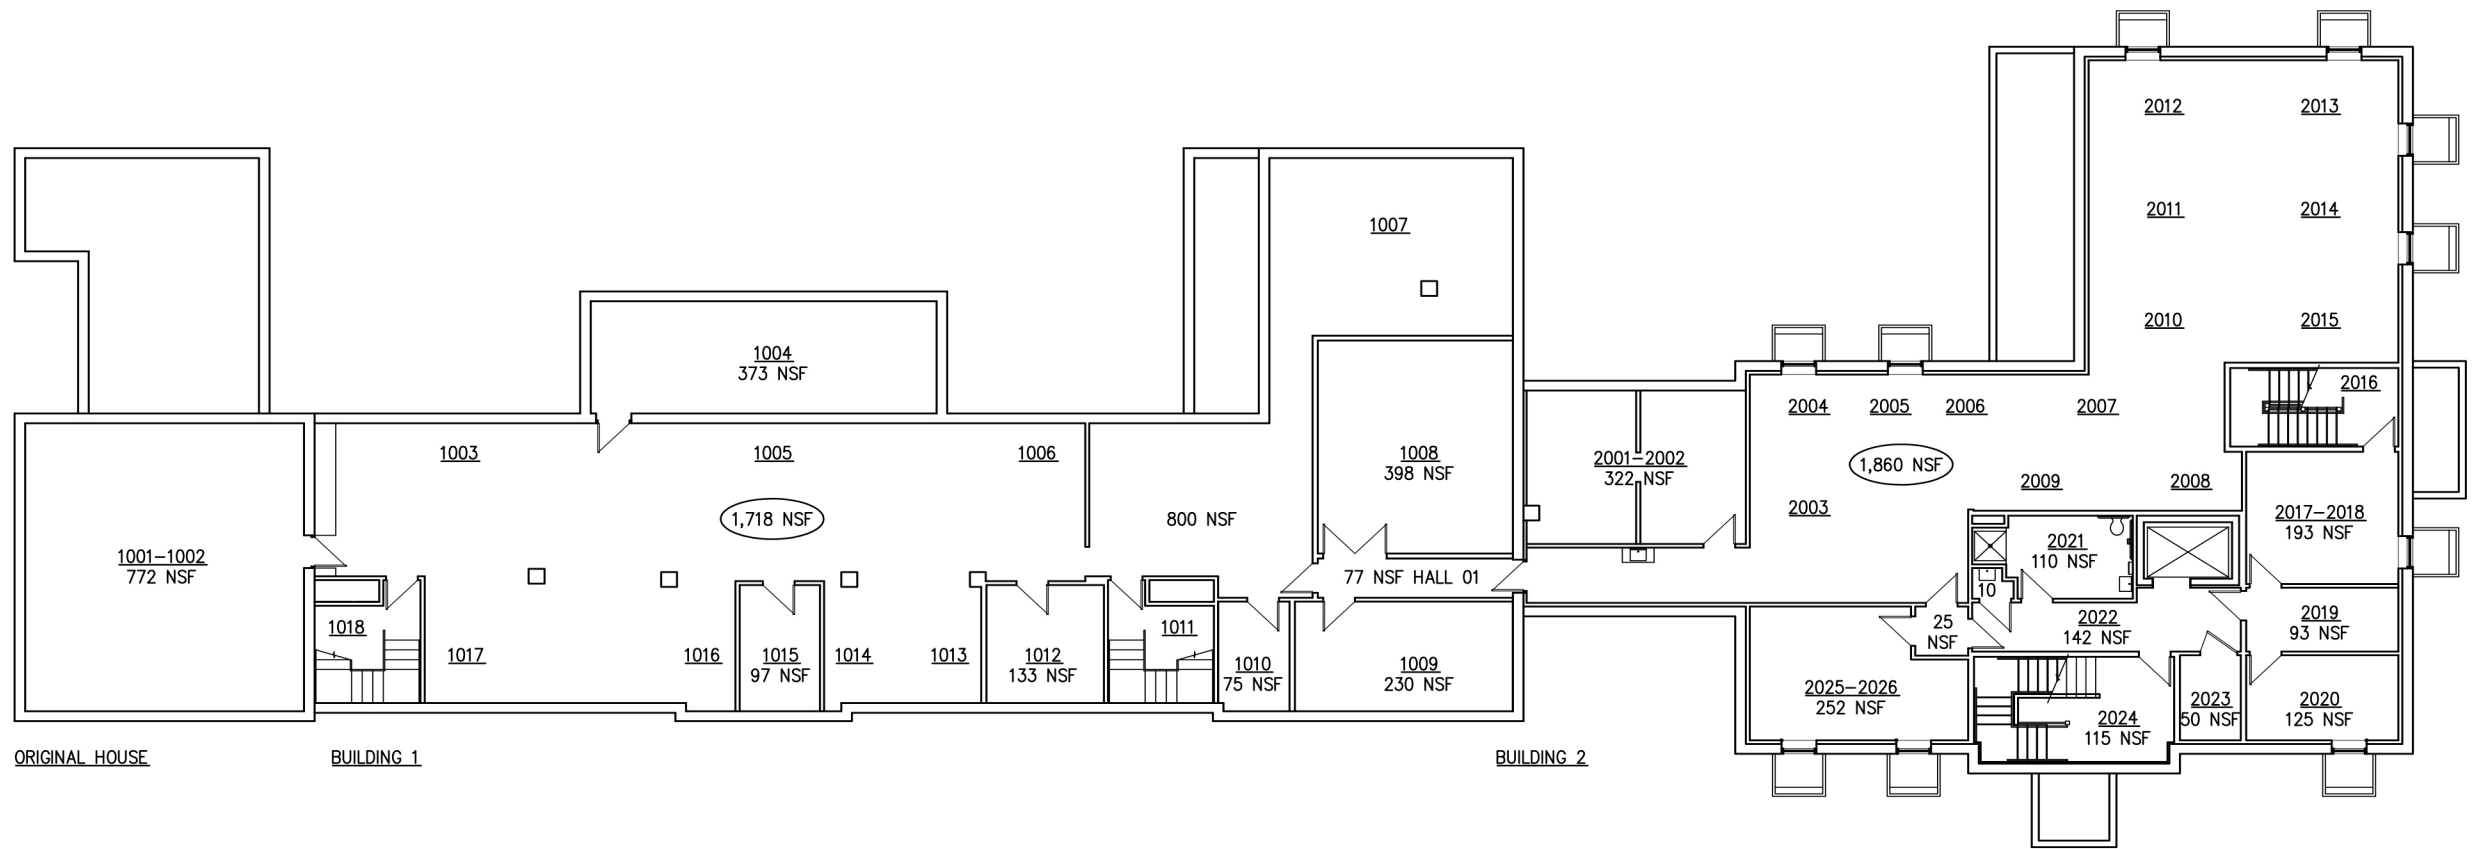 2012
2013
2011
2014
1007
2010
2015
1004
373 NSF
2016
2004
2005
2006
2007
1003
1005
1006
1008
398 NSF
2001-2002
322 NSF
1,860 NSF
2009
2008
2003
1,718 NSF
800 NSF
2017-2018
193 NSF
1001-1002
772 NSF
2021
110 NSF
77 NSF HALL 01
10
1018
1011
25
NSF
2022
142 NSF
2019
93 NSF
1017
1016
1015
97 NSF
1014
1013
1012
133 NSF
1010
75 NSF
1009
230 NSF
2025-2026
252 NSF
2024
115 NSF
2023
50 NSF
2020
125 NSF
ORIGINAL HOUSE
BUILDING 1
BUILDING 2